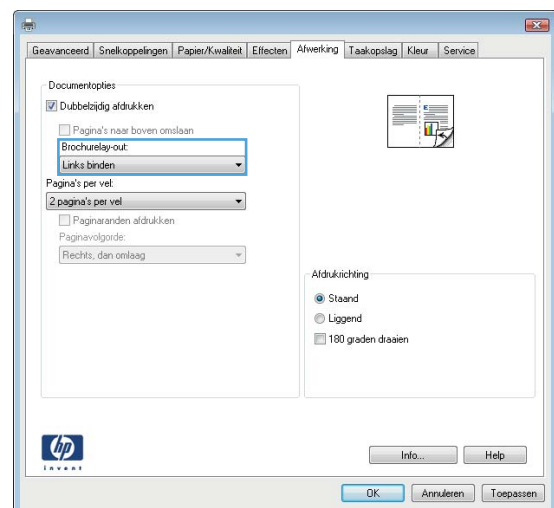 Geavanceerd Snelkoppelingen Papier/Kwaliteit Effecten Afwerking Taakopslag Kleur Service
Documentopties
Dubbelzijdig afdrukken
Pagina's naar boven omslaan
Brochurelay-out:
Links binden
Pagina's per vel:
2 pagina's per vel
Paginaranden afdrukken
Paginavolgorde:
Rechts, dan omlaag
Afdrukrichting
Staand
Liggend
180 graden draaien
hp
invent
Info... Help
OK Annuleren Toepassen